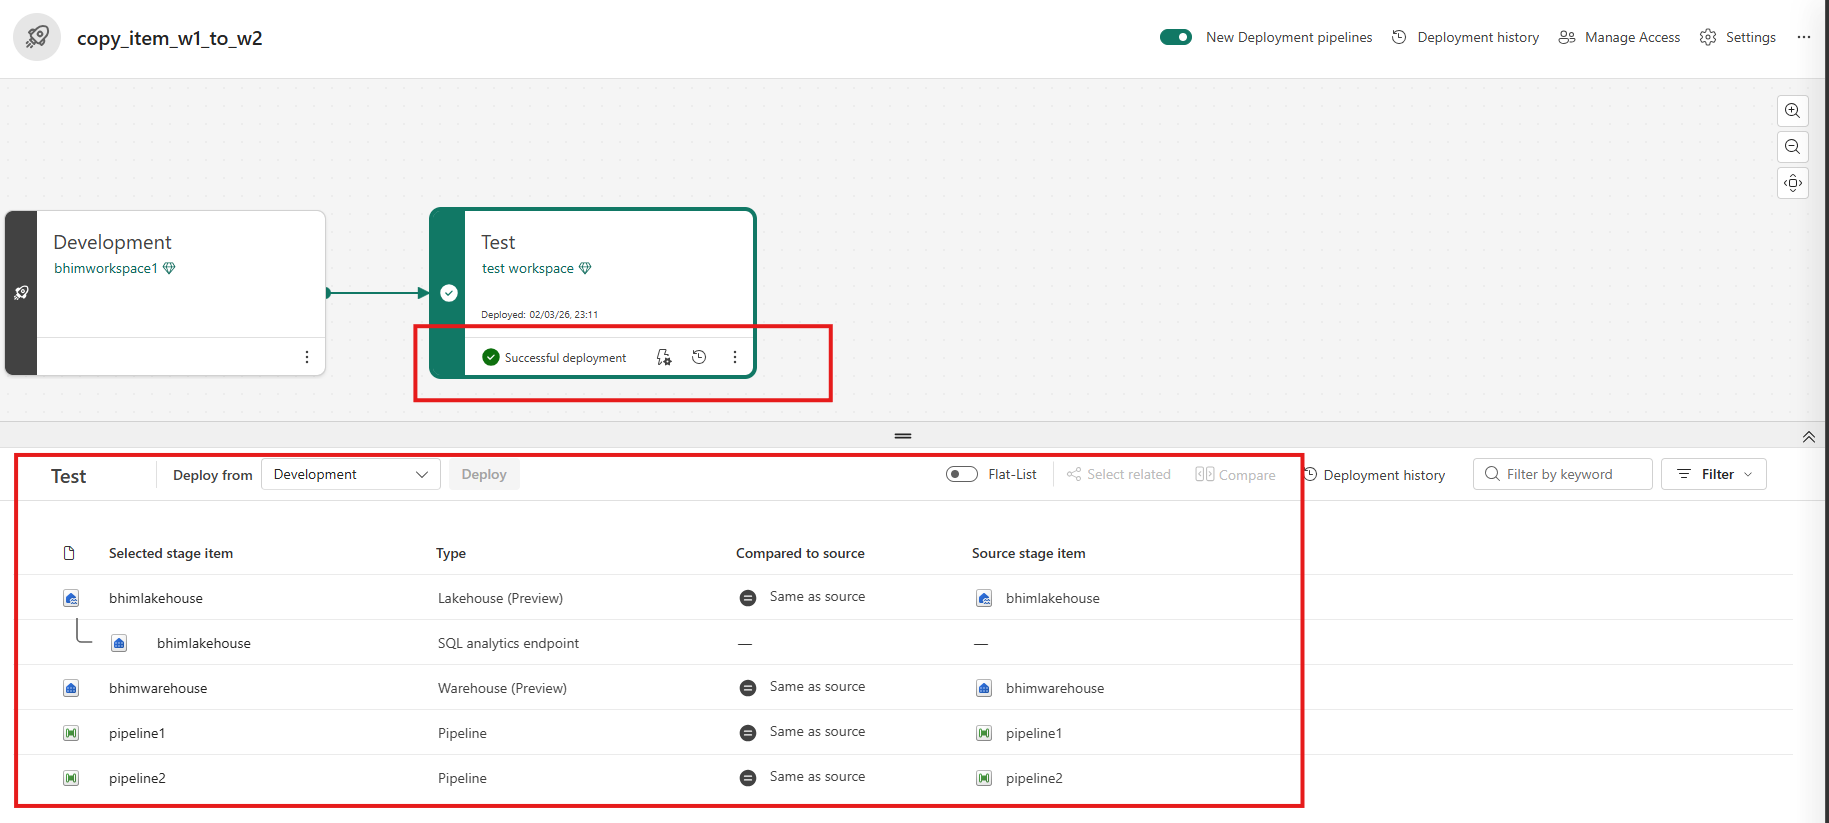 copy_item_w1_to_w2
New Deployment pipelines Deployment history Manage Access Settings
Development
bhimworkspace1
Test
test workspace
Deployed: 02/03/26, 23:11
Successful deployment
Test Deploy from Development Deploy Flat-List Select related Compare Deployment history Filter by keyword Filter
Selected stage item Type Compared to source Source stage item
bhimlakehouse Lakehouse (Preview) Same as source bhimlakehouse
bhimlakehouse SQL analytics endpoint — —
bhimwarehouse Warehouse (Preview) Same as source bhimwarehouse
pipeline1 Pipeline Same as source pipeline1
pipeline2 Pipeline Same as source pipeline2